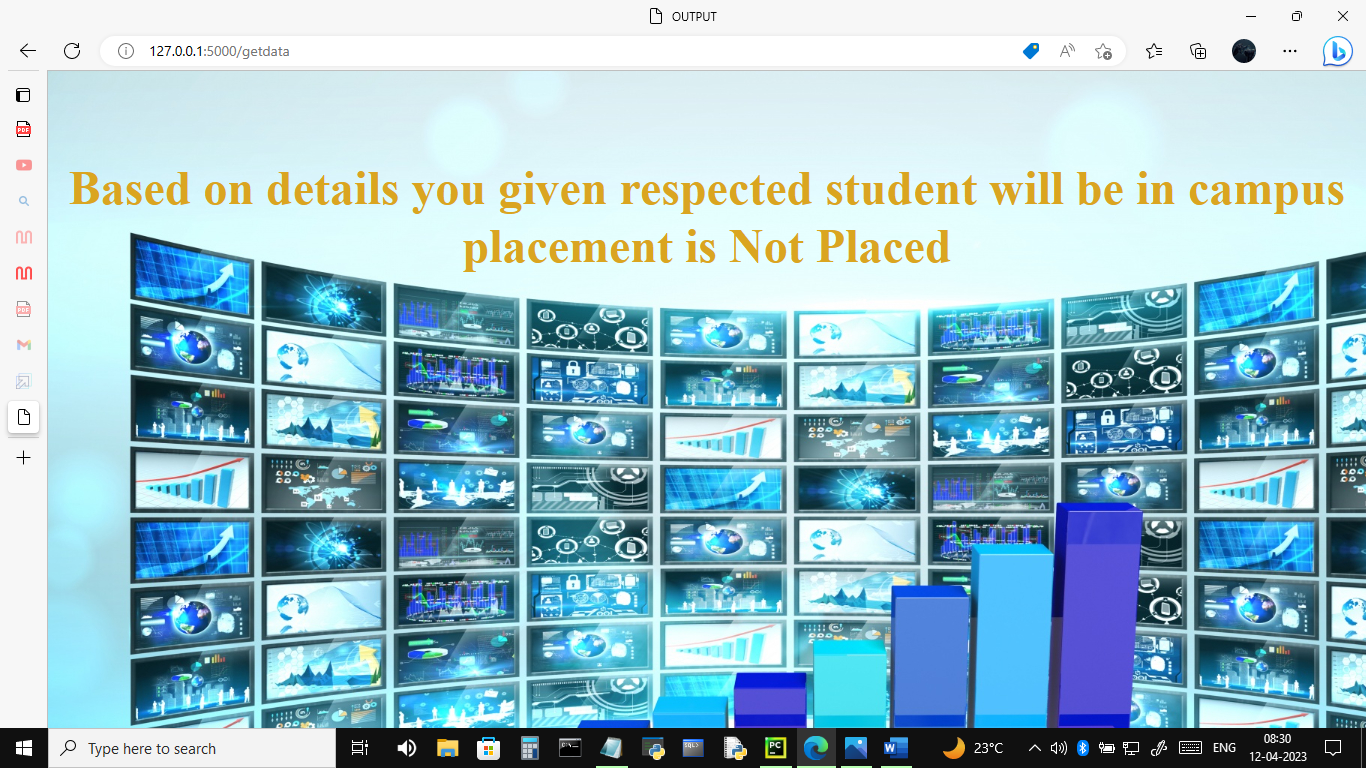 OUTPUT
127.0.0.1:5000/getdata
Based on details you given respected student will be in campus
placement is Not Placed
Type here to search
23°C
ENG
08:30
12-04-2023